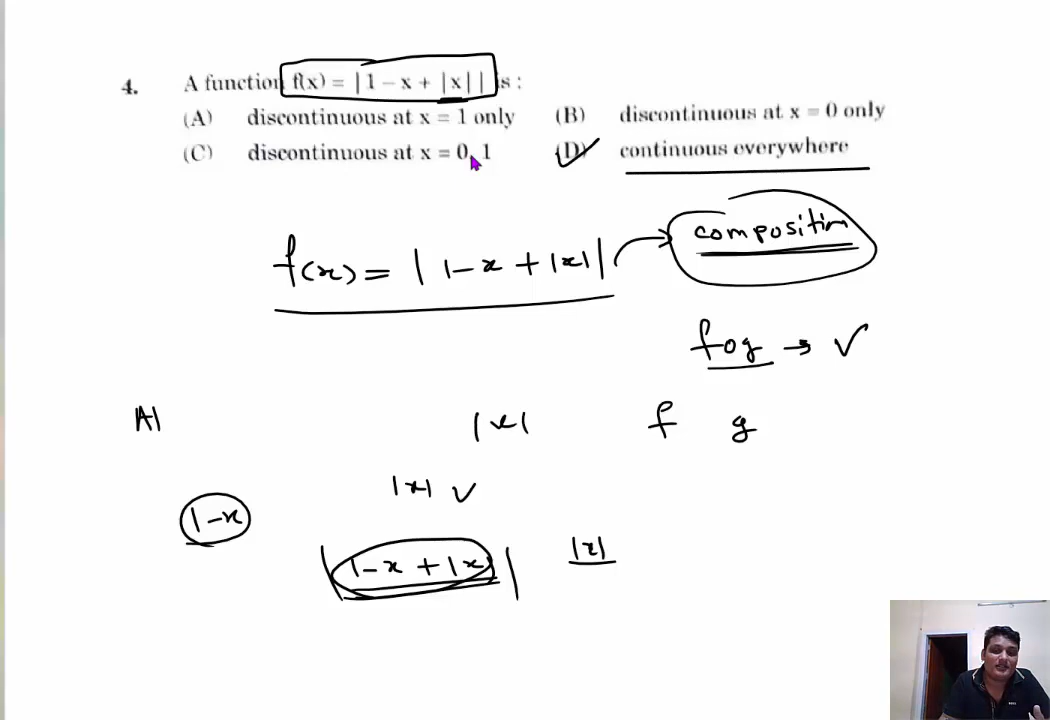 4. A function f(x) = |1 – x + |x|| is :
(A) discontinuous at x = 1 only (B) discontinuous at x = 0 only
(C) discontinuous at x = 0, 1 (D) continuous everywhere
f(x) = |1-x+|x|| → composition
fog → ✓
|x| f g
|x| ✓
1-x
|1-x+|x|| |x|